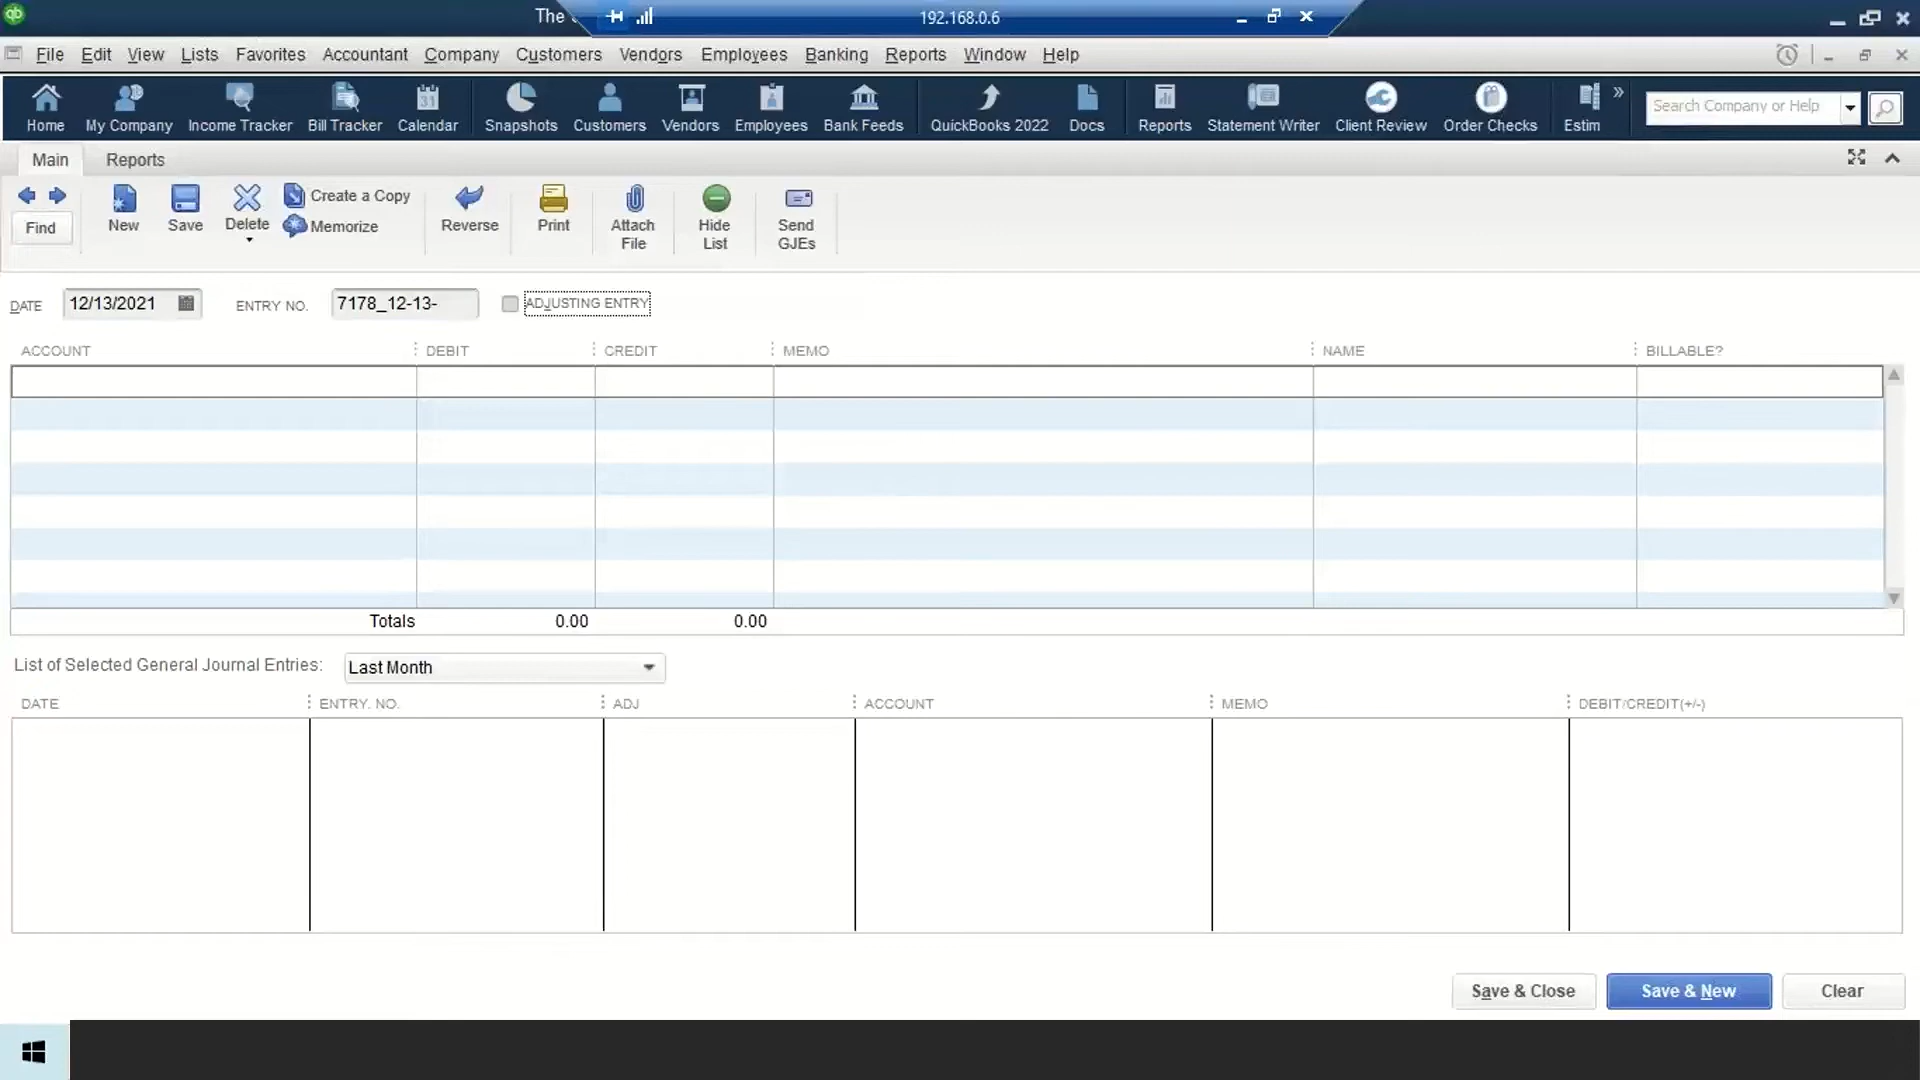 The
192.168.0.6
File Edit View Lists Favorites Accountant Company Customers Vendors Employees Banking Reports Window Help
Home My Company Income Tracker Bill Tracker Calendar Snapshots Customers Vendors Employees Bank Feeds QuickBooks 2022 Docs Reports Statement Writer Client Review Order Checks Estim » Search Company or Help
Main Reports
Find New Save Delete Create a Copy Memorize Reverse Print Attach File Hide List Send GJEs
DATE 12/13/2021 ENTRY NO. 7178_12-13- ADJUSTING ENTRY
ACCOUNT DEBIT CREDIT MEMO NAME BILLABLE?
Totals 0.00 0.00
List of Selected General Journal Entries: Last Month
DATE ENTRY. NO. ADJ ACCOUNT MEMO DEBIT/CREDIT(+/-)
Save & Close Save & New Clear